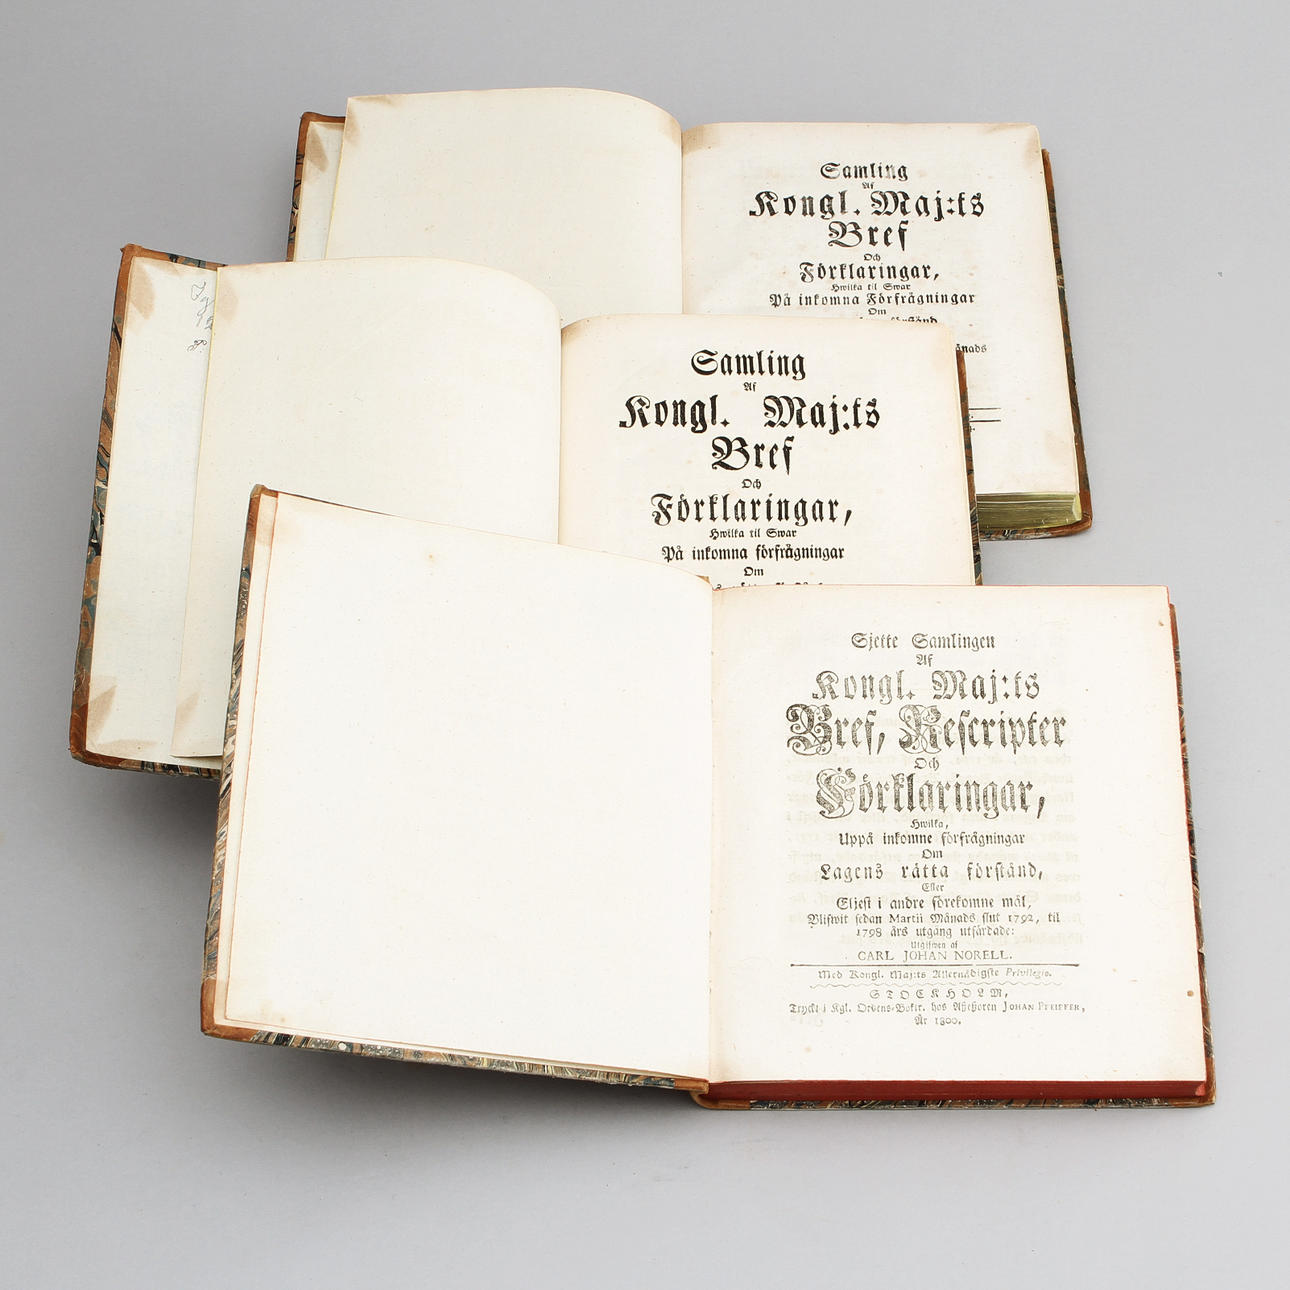 Samling
Af
Kongl. Maj:ts
Bref
Och
Förklaringar,
Hwilka til Swar
På inkomna Förfrågningar
Om
förstånd
ånads
Samling
Af
Kongl. Maj:ts
Bref
Och
Förklaringar,
Hwilka til Swar
På inkomna förfrågningar
Om
Sjette Samlingen
Af
Kongl. Maj:ts
Bref, Rescripter
Och
Förklaringar,
Hwilka,
Uppå inkomne förfrågningar
Om
Lagens rätta förstånd,
Eller
Eljest i andre förekomne mål,
Blifwit sedan Martii Månads slut 1792, til
1798 års utgång utfärdade:
Utgifwen af
CARL JOHAN NORELL.
Med Kongl. Maj:ts Allernådigste Privilegio.
STOCKHOLM,
Tryckt i Kgl. Ordens-Boktr. hos Assessoren JOHAN PFEIFFER,
År 1800.